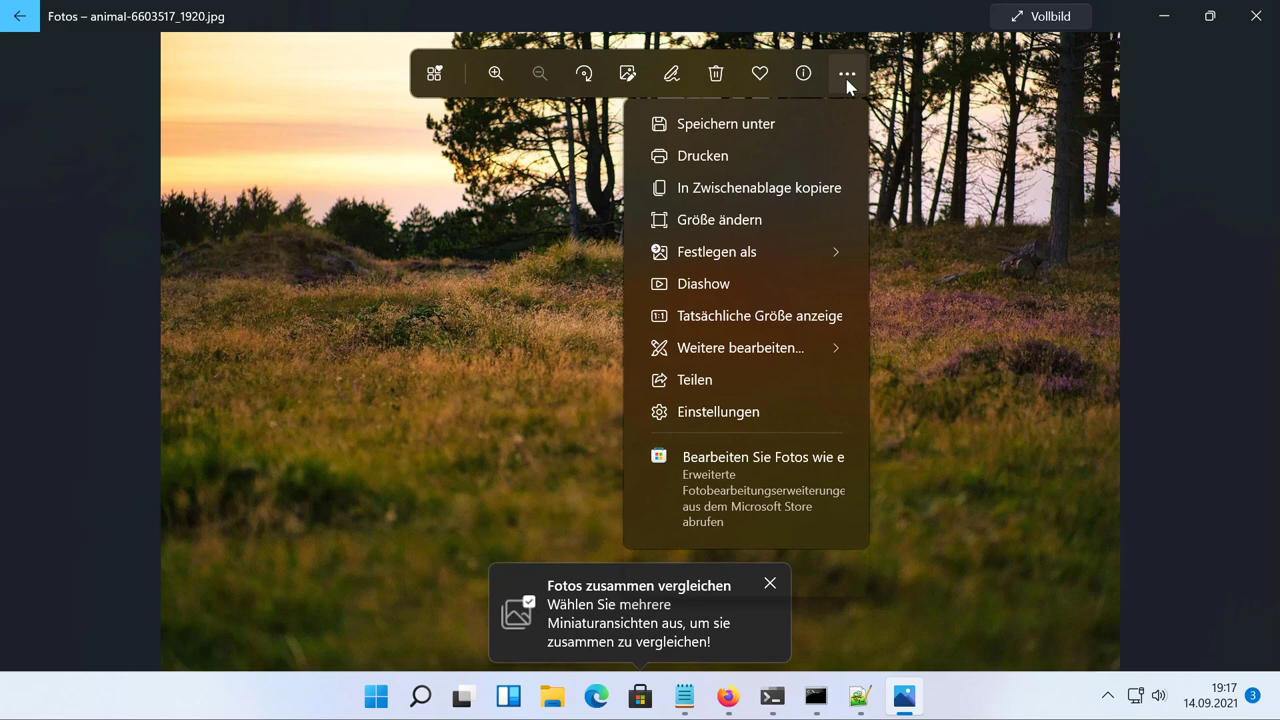 Fotos – animal-6603517_1920.jpg
Vollbild
Speichern unter
Drucken
In Zwischenablage kopiere
Größe ändern
Festlegen als
Diashow
1:1 Tatsächliche Größe anzeige
Weitere bearbeiten...
Teilen
Einstellungen
Bearbeiten Sie Fotos wie e
Erweiterte
Fotobearbeitungserweiterunge
aus dem Microsoft Store
abrufen
Fotos zusammen vergleichen
Wählen Sie mehrere
Miniaturansichten aus, um sie
zusammen zu vergleichen!
19:17
14.09.2021
3